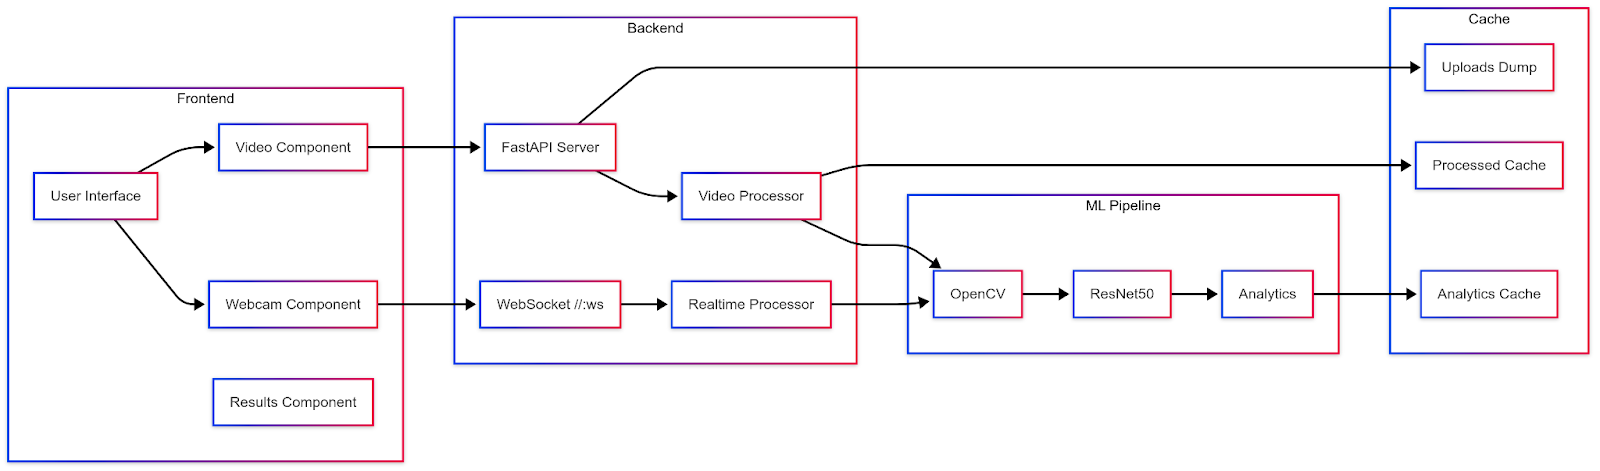 Frontend
User Interface
Video Component
Webcam Component
Results Component
Backend
FastAPI Server
Video Processor
WebSocket //:ws
Realtime Processor
ML Pipeline
OpenCV
ResNet50
Analytics
Cache
Uploads Dump
Processed Cache
Analytics Cache